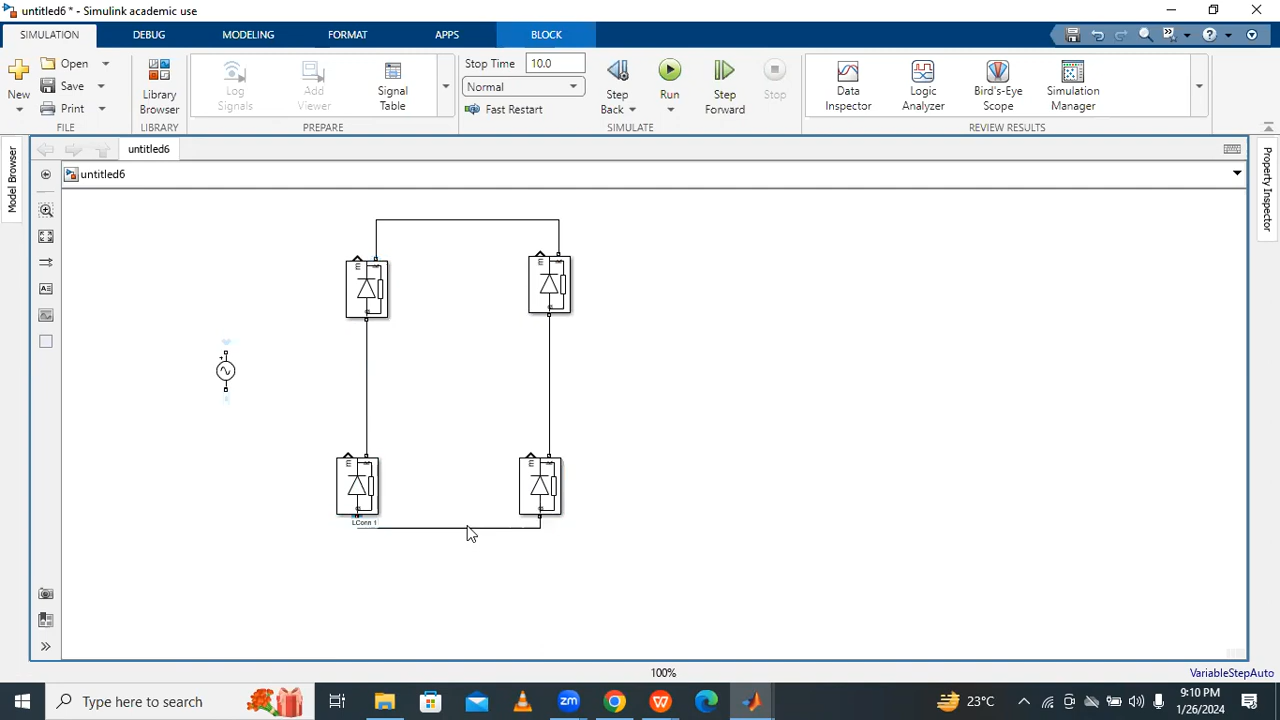 untitled6 * - Simulink academic use
SIMULATION
DEBUG
MODELING
FORMAT
APPS
BLOCK
New
Open
Save
Print
FILE
Library
Browser
LIBRARY
Log
Signals
Add
Viewer
Signal
Table
PREPARE
Stop Time 10.0
Normal
Fast Restart
Step
Back
Run
Step
Forward
Stop
SIMULATE
Data
Inspector
Logic
Analyzer
Bird's-Eye
Scope
Simulation
Manager
REVIEW RESULTS
Model Browser
untitled6
untitled6
Property Inspector
m
k
a
m
k
a
m
k
a
m
k
a
LConn 1
100%
VariableStepAuto
Type here to search
zm
W
23°C
9:10 PM
1/26/2024